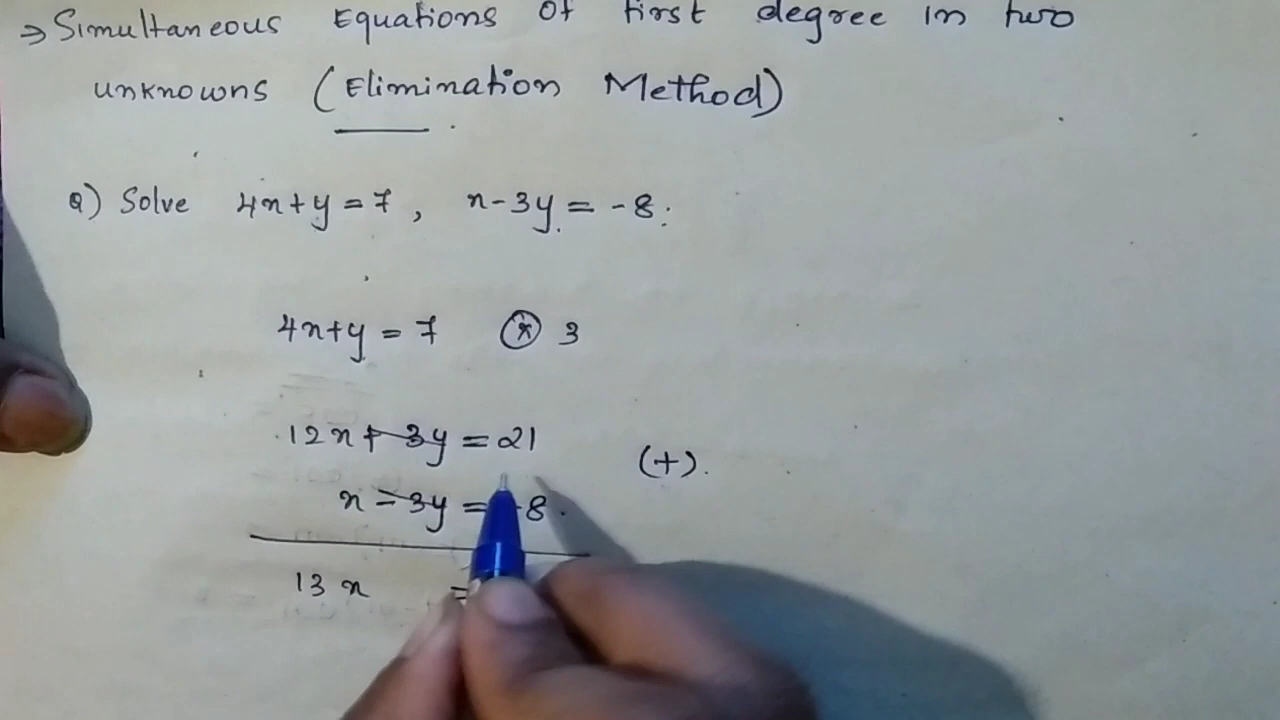 → Simultaneous Equations of first degree in two
unknowns (Elimination Method)
Q) Solve 4x+y=7, x-3y=-8.
4x+y=7 ⊛ 3
12x+3y=21
(+).
x-3y=-8.
13x =